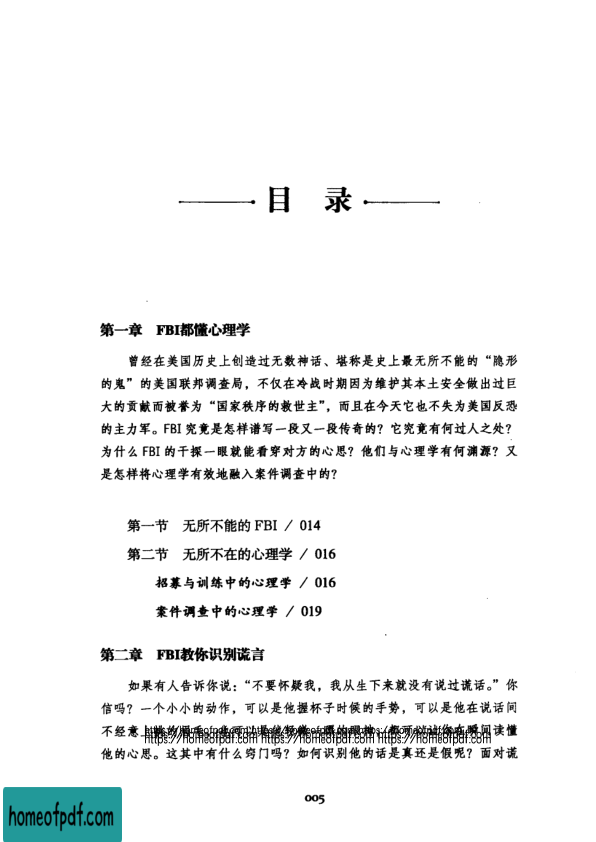 目 录
第一章 FBI都懂心理学
曾经在美国历史上创造过无数神话、堪称是史上最无所不能的“隐形
的鬼”的美国联邦调查局，不仅在冷战时期因为维护其本土安全做出过巨
大的贡献而被誉为“国家秩序的救世主”，而且在今天它也不失为美国反恐
的主力军。FBI 究竟是怎样谱写一段又一段传奇的？它究竟有何过人之处？
为什么 FBI 的干探一眼就能看穿对方的心思？他们与心理学有何渊源？又
是怎样将心理学有效地融入案件调查中的？
第一节 无所不能的 FBI / 014
第二节 无所不在的心理学 / 016
招募与训练中的心理学 / 016
案件调查中的心理学 / 019
第二章 FBI教你识别谎言
如果有人告诉你说：“不要怀疑我，我从生下来就没有说过谎话。”你
信吗？一个小小的动作，可以是他握杯子时候的手势，可以是他在说话间
不经意 瞬间读懂
https://homeofpdf.com https://homeofpdf.com https://homeofpdf.com
他的心思。这其中有什么窍门吗？如何识别他的话是真还是假呢？面对谎
005
homeofpdf.com